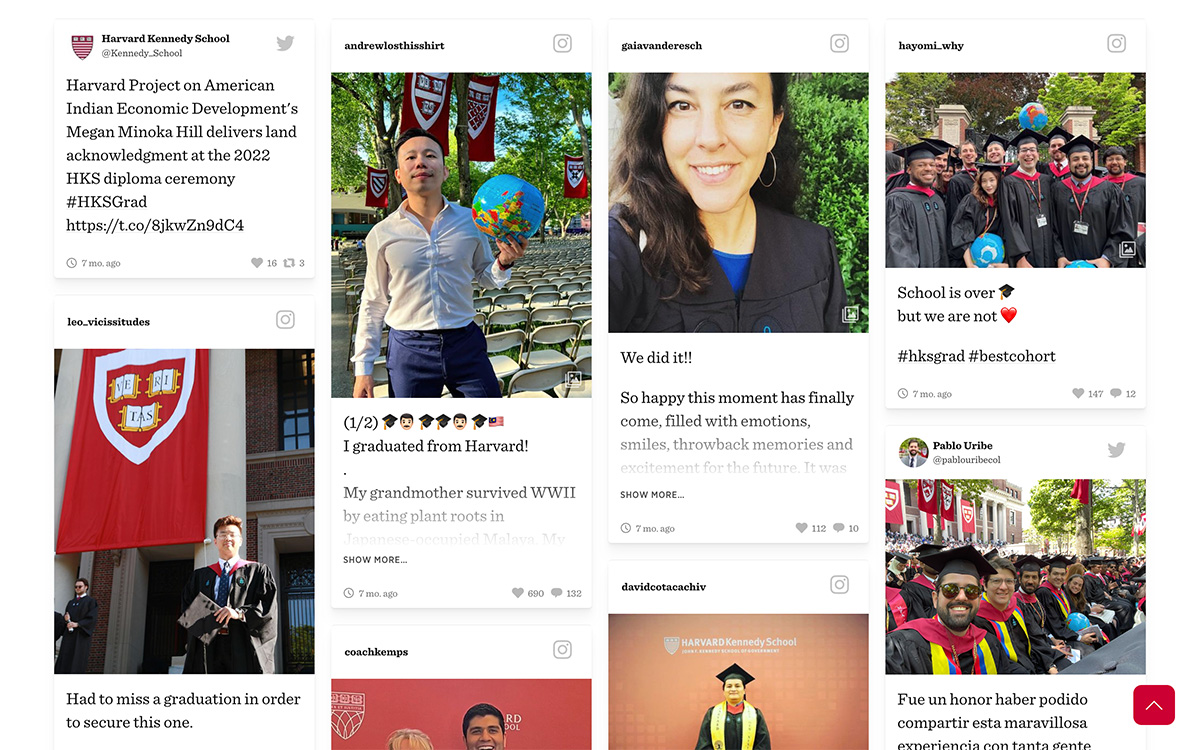 Harvard Kennedy School
@Kennedy_School
Harvard Project on American
Indian Economic Development's
Megan Minoka Hill delivers land
acknowledgment at the 2022
HKS diploma ceremony
#HKSGrad
https://t.co/8jkwZn9dC4
7 mo. ago
16
3
leo_vicissitudes
VE RI
TAS
Had to miss a graduation in order
to secure this one.
andrewlosthisshirt
(1/2) 🎓👨🏻 🎓🎓👨🏻 🎓🇲🇾
I graduated from Harvard!
.
My grandmother survived WWII
by eating plant roots in
Japanese-occupied Malaya. My
SHOW MORE...
7 mo. ago
690
132
coachkemps
gaiavanderesch
We did it!!
So happy this moment has finally
come, filled with emotions,
smiles, throwback memories and
excitement for the future. It was
SHOW MORE...
7 mo. ago
112
10
davidcotacachiv
HARVARD Kennedy School
JOHN F. KENNEDY SCHOOL OF GOVERNMENT
hayomi_why
School is over 🎓
but we are not ❤️
#hksgrad #bestcohort
7 mo. ago
147
12
Pablo Uribe
@pablouribecol
Fue un honor haber podido
compartir esta maravillosa
experiencia con tanta gente